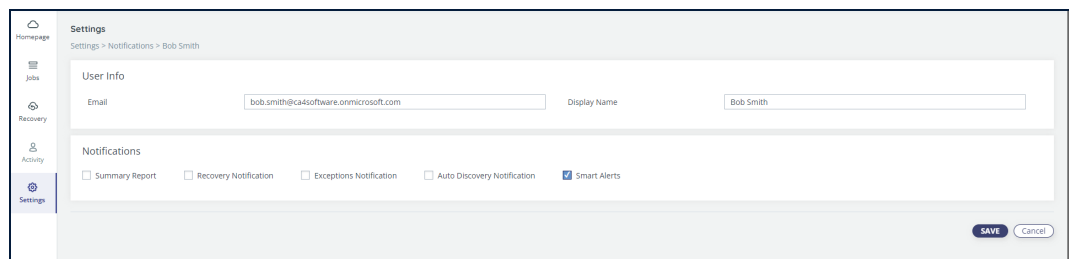 Homepage
Jobs
Recovery
Activity
Settings
Settings
Settings > Notifications > Bob Smith
User Info
Email bob.smith@ca4software.onmicrosoft.com Display Name Bob Smith
Notifications
Summary Report Recovery Notification Exceptions Notification Auto Discovery Notification Smart Alerts
SAVE Cancel